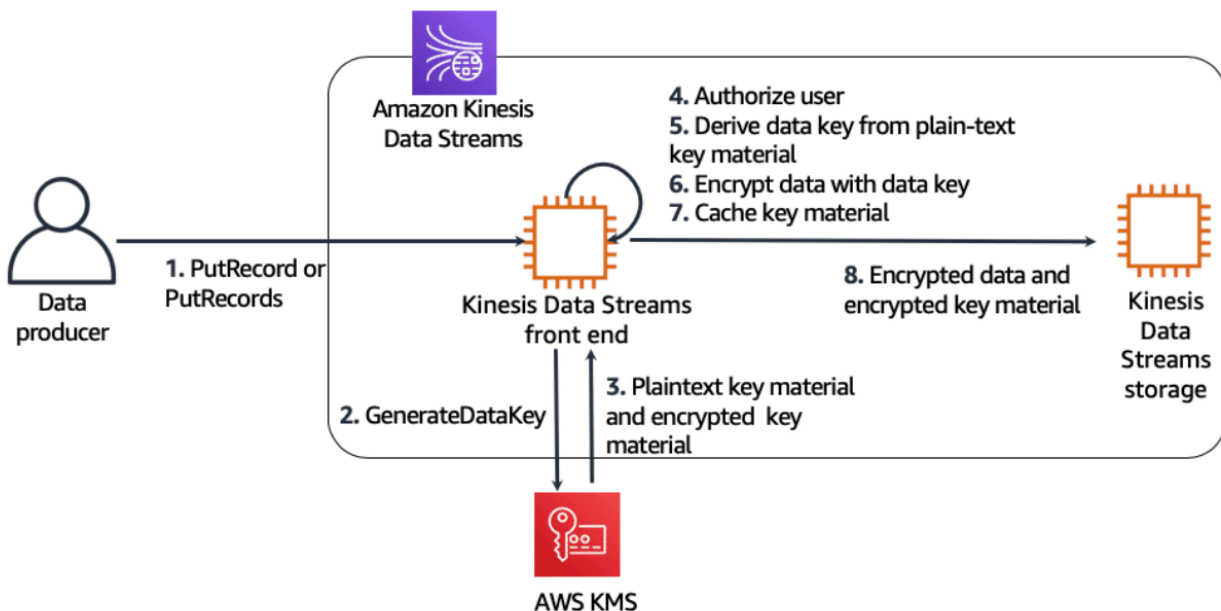 Amazon Kinesis
Data Streams
4. Authorize user
5. Derive data key from plain-text
key material
6. Encrypt data with data key
7. Cache key material
1. PutRecord or
PutRecords
Data
producer
Kinesis Data Streams
front end
8. Encrypted data and
encrypted key material
Kinesis
Data
Streams
storage
2. GenerateDataKey
3. Plaintext key material
and encrypted key
material
AWS KMS